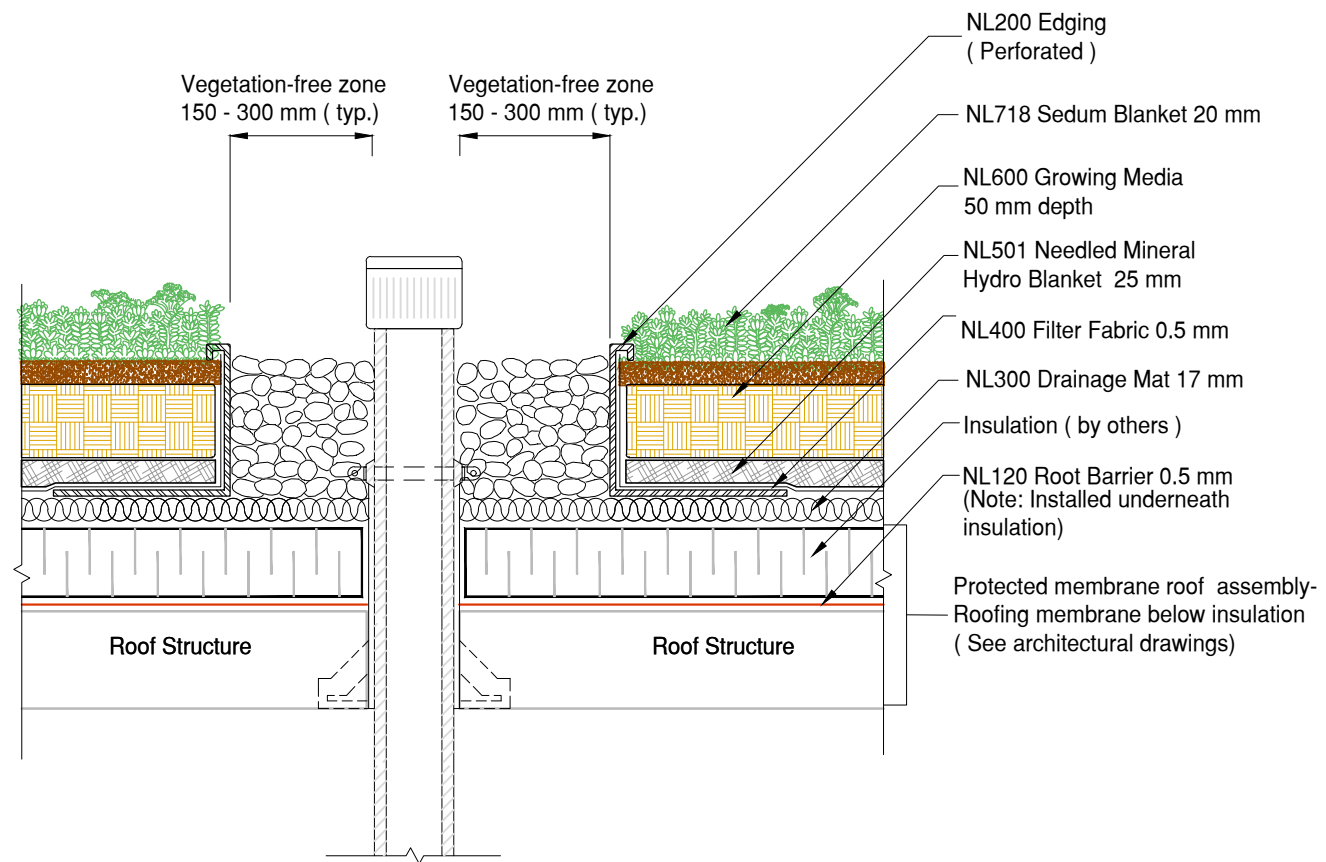 NL200 Edging
( Perforated )
Vegetation-free zone
150 - 300 mm ( typ.)
Vegetation-free zone
150 - 300 mm ( typ.)
NL718 Sedum Blanket 20 mm
NL600 Growing Media
50 mm depth
NL501 Needled Mineral
Hydro Blanket  25 mm
NL400 Filter Fabric 0.5 mm
NL300 Drainage Mat 17 mm
Insulation ( by others )
NL120 Root Barrier 0.5 mm
(Note: Installed underneath
insulation)
Protected membrane roof  assembly-
Roofing membrane below insulation
( See architectural drawings)
Roof Structure
Roof Structure